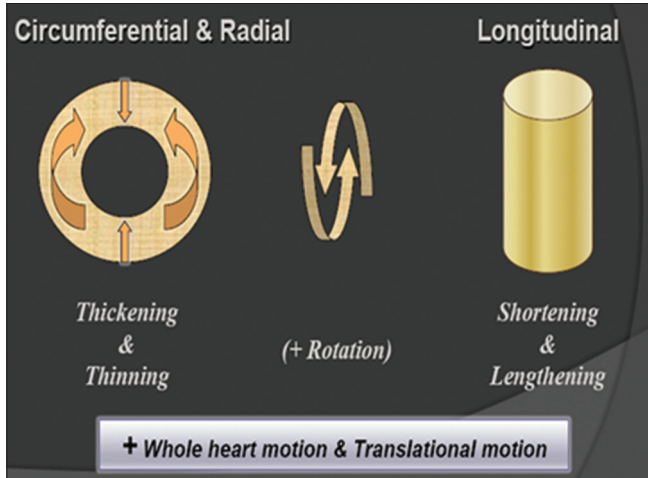 Circumferential & Radial
Longitudinal
Thickening
&
Thinning
(+ Rotation)
Shortening
&
Lengthening
+ Whole heart motion & Translational motion